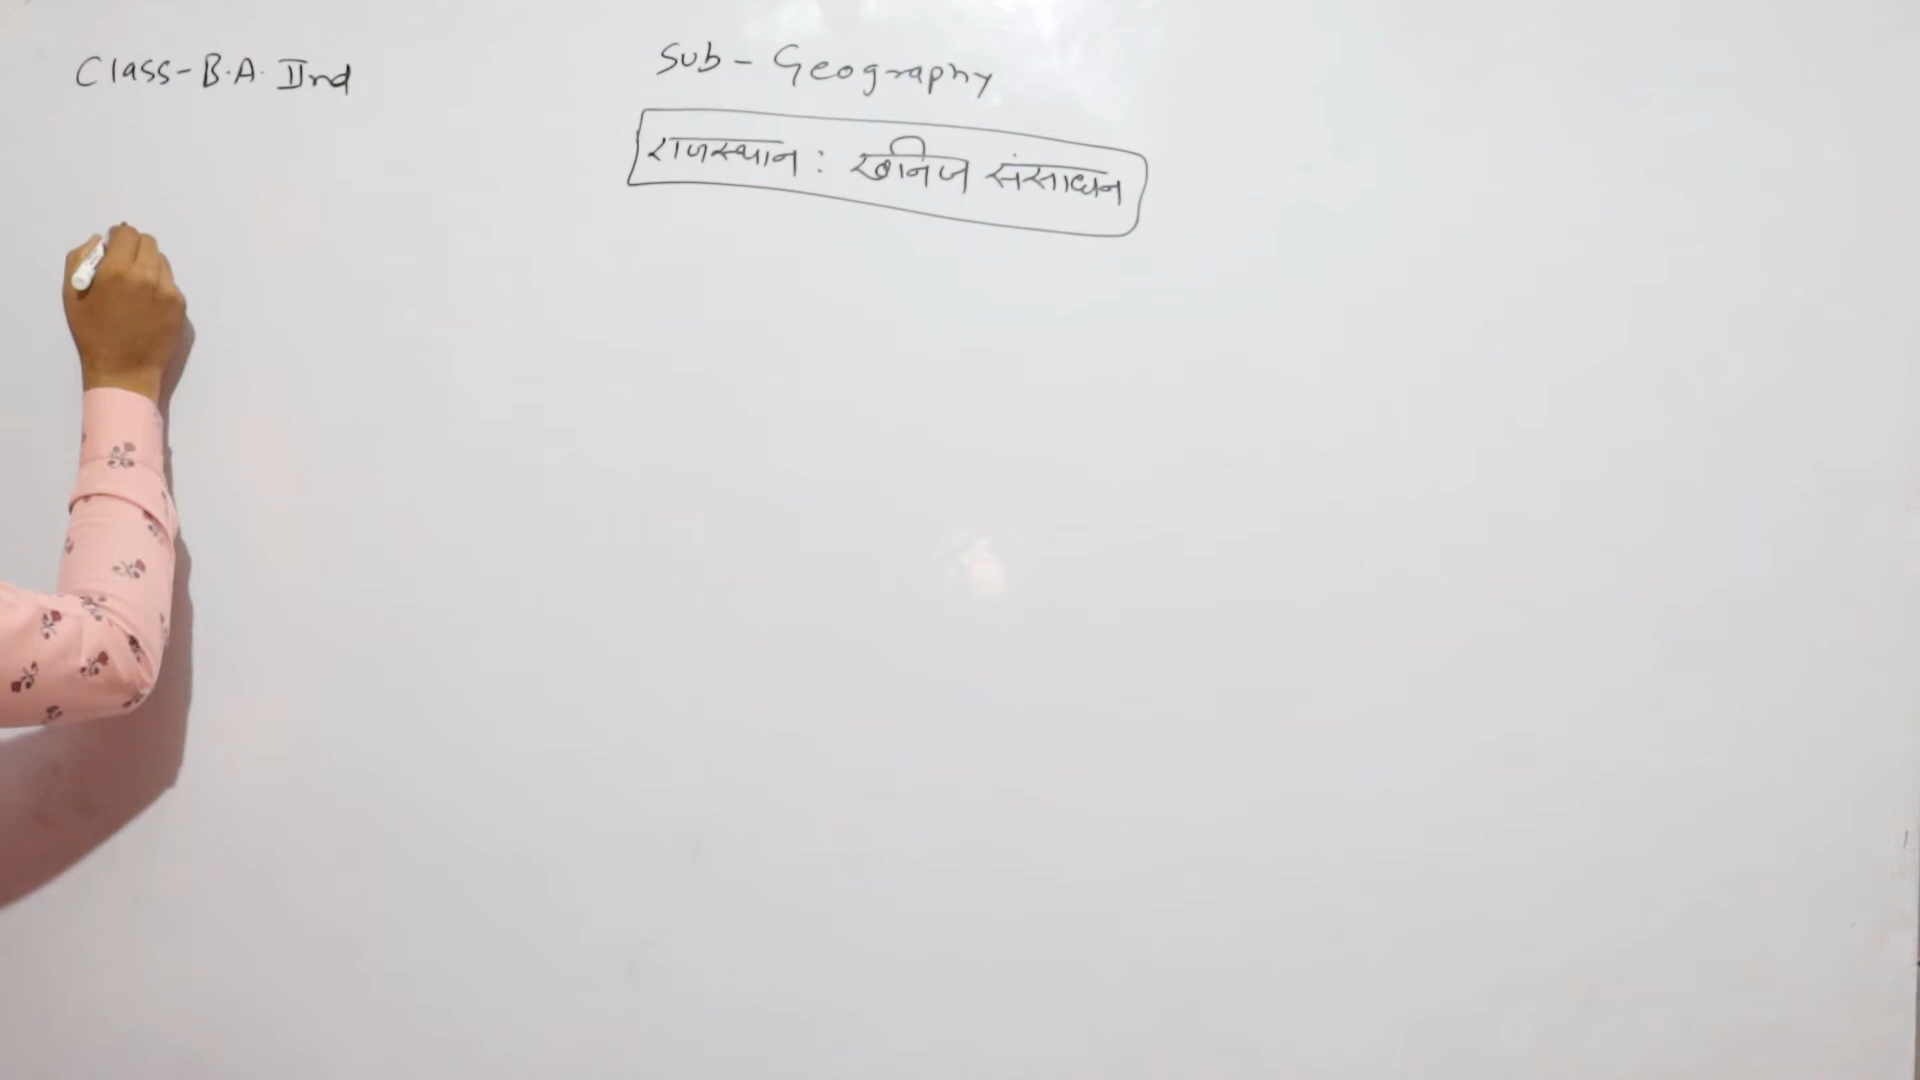 Class-B.A. IInd
Sub - Geography
राजस्थान : खनिज संसाधन